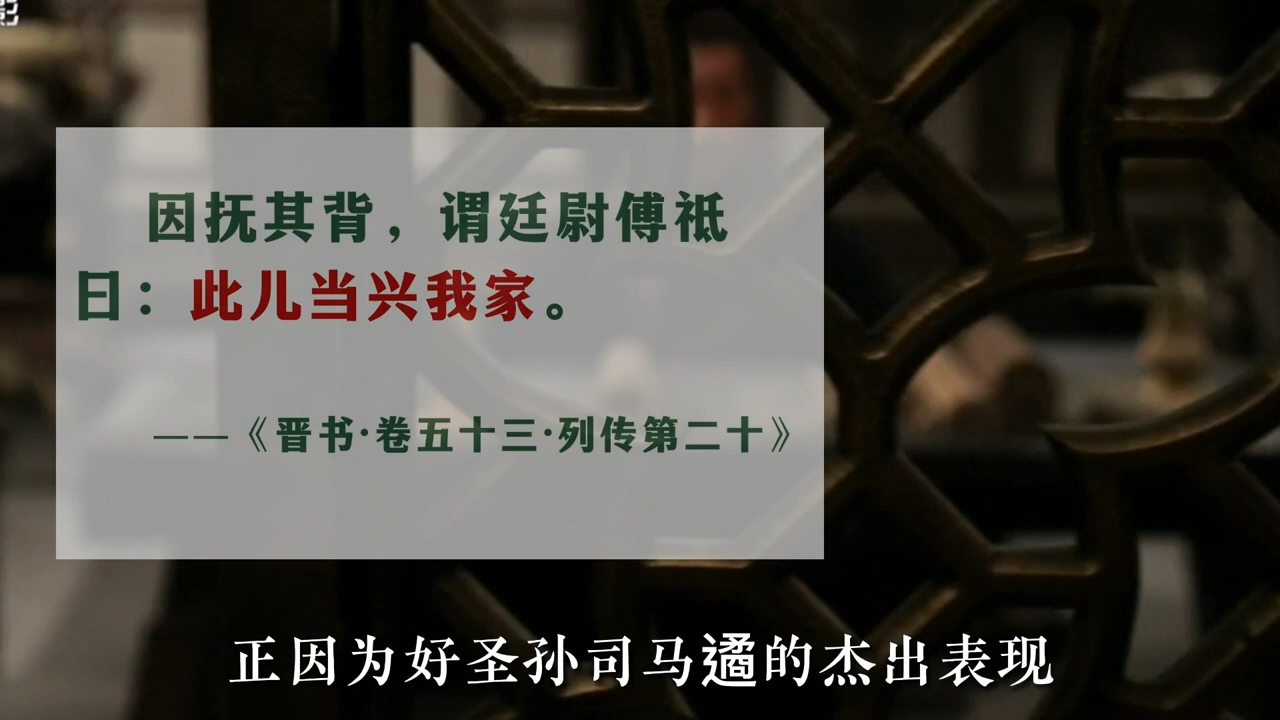 因抚其背，谓廷尉傅祗
曰：此儿当兴我家。
——《晋书·卷五十三·列传第二十》
正因为好圣孙司马遹的杰出表现